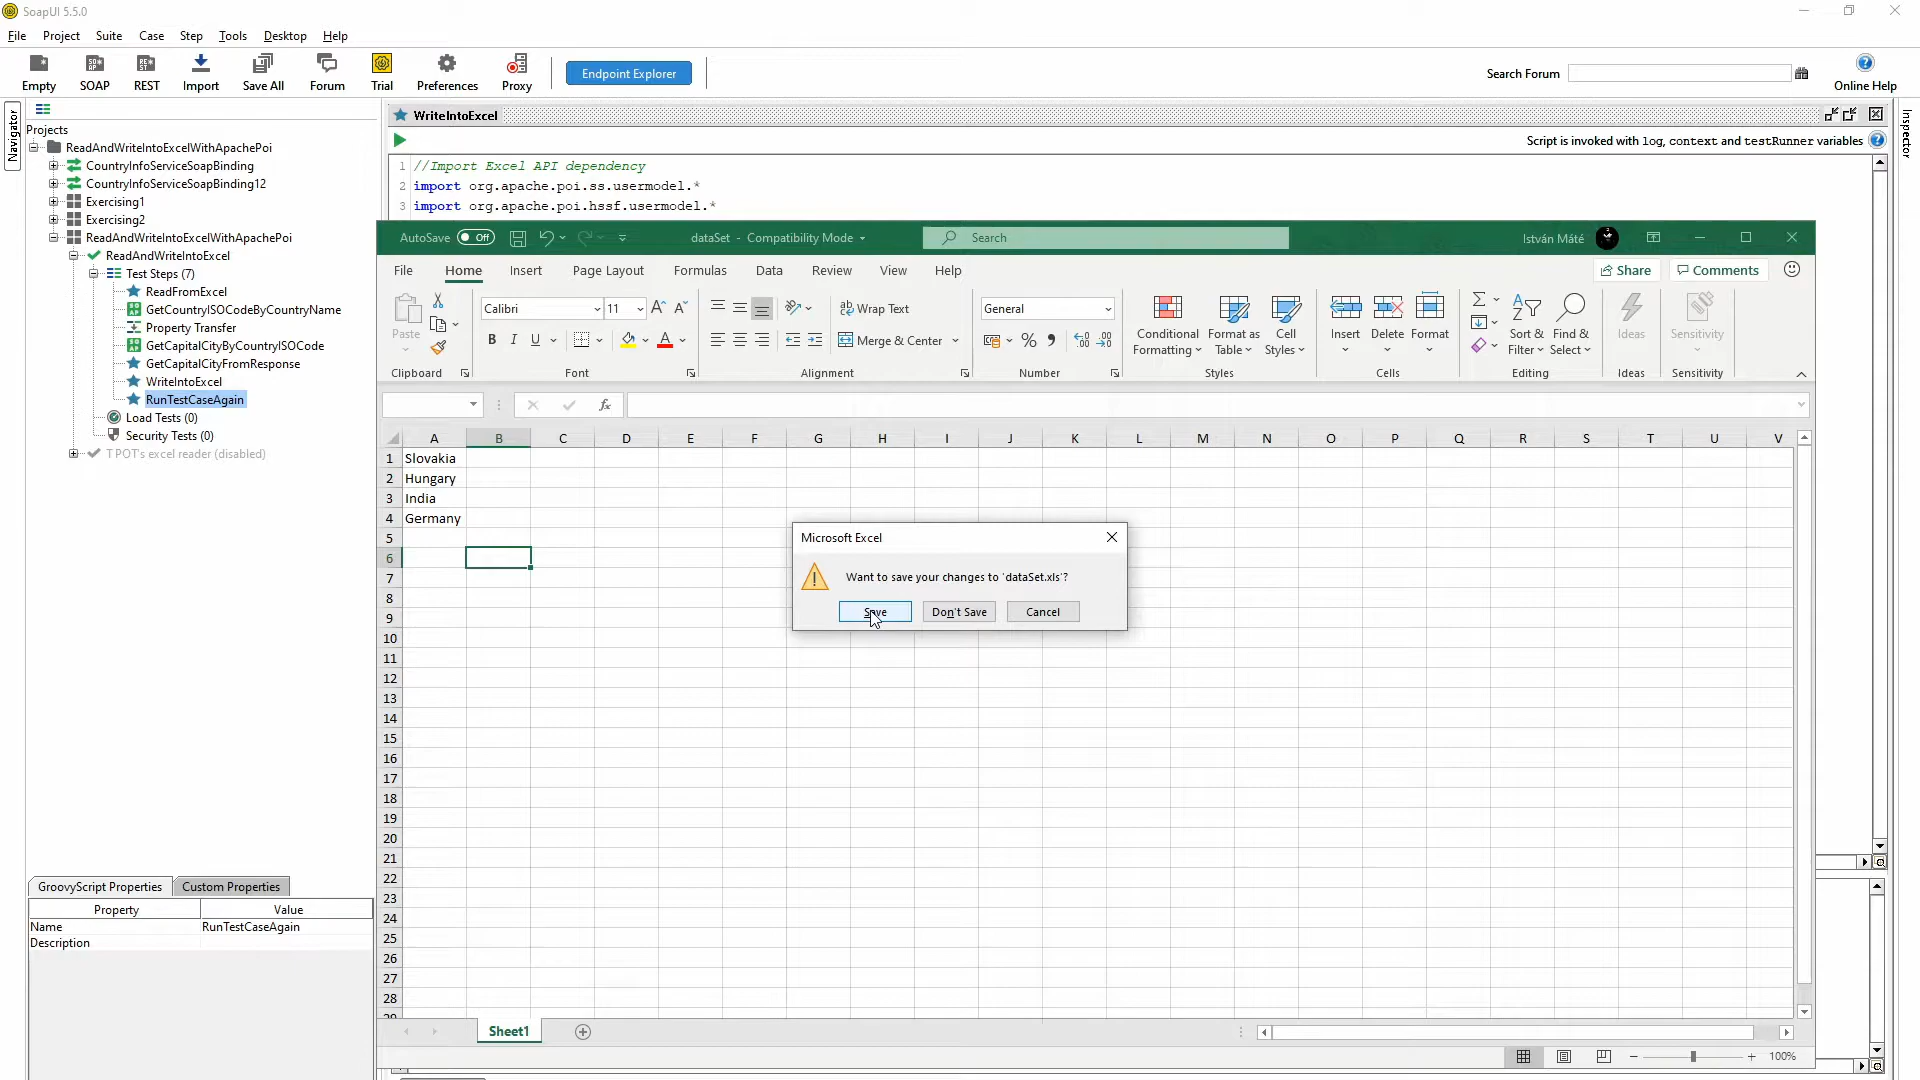 SoapUI 5.5.0
File Project Suite Case Step Tools Desktop Help
Empty SOAP REST Import Save All Forum Trial Preferences Proxy
Endpoint Explorer
Search Forum
Online Help
Navigator
Projects
ReadAndWriteIntoExcelWithApachePoi
CountryInfoServiceSoapBinding
CountryInfoServiceSoapBinding12
Exercising1
Exercising2
ReadAndWriteIntoExcelWithApachePoi
ReadAndWriteIntoExcel
Test Steps (7)
ReadFromExcel
GetCountryISOCodeByCountryName
Property Transfer
GetCapitalCityByCountryISOCode
GetCapitalCityFromResponse
WriteIntoExcel
RunTestCaseAgain
Load Tests (0)
Security Tests (0)
T POT's excel reader (disabled)
GroovyScript Properties Custom Properties
Property Value
Name RunTestCaseAgain
Description
WriteIntoExcel
Script is invoked with log, context and testRunner variables
Inspector
1 //Import Excel API dependency
2 import org.apache.poi.ss.usermodel.*
3 import org.apache.poi.hssf.usermodel.*
AutoSave Off dataSet - Compatibility Mode Search István Máté
File Home Insert Page Layout Formulas Data Review View Help Share Comments
Paste Calibri 11 Wrap Text General Conditional Formatting Format as Table Cell Styles Insert Delete Format Sort & Filter Find & Select Ideas Sensitivity
B I U A Merge & Center %
Clipboard Font Alignment Number Styles Cells Editing Ideas Sensitivity
fx
A B C D E F G H I J K L M N O P Q R S T U V
1 Slovakia
2 Hungary
3 India
4 Germany
5
6
7
8
9
10
11
12
13
14
15
16
17
18
19
20
21
22
23
24
25
26
27
28
Microsoft Excel
Want to save your changes to 'dataSet.xls'?
Save Don't Save Cancel
Sheet1
100%